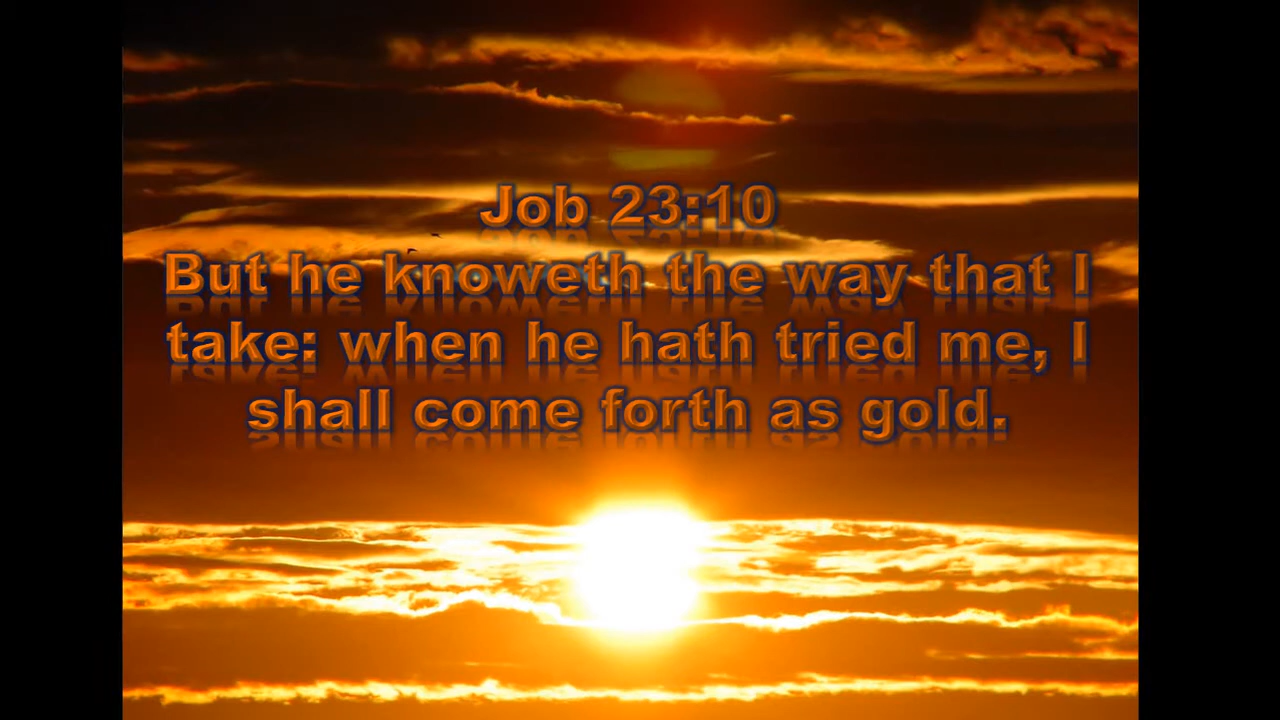 Job 23:10
But he knoweth the way that I
take: when he hath tried me, I
shall come forth as gold.